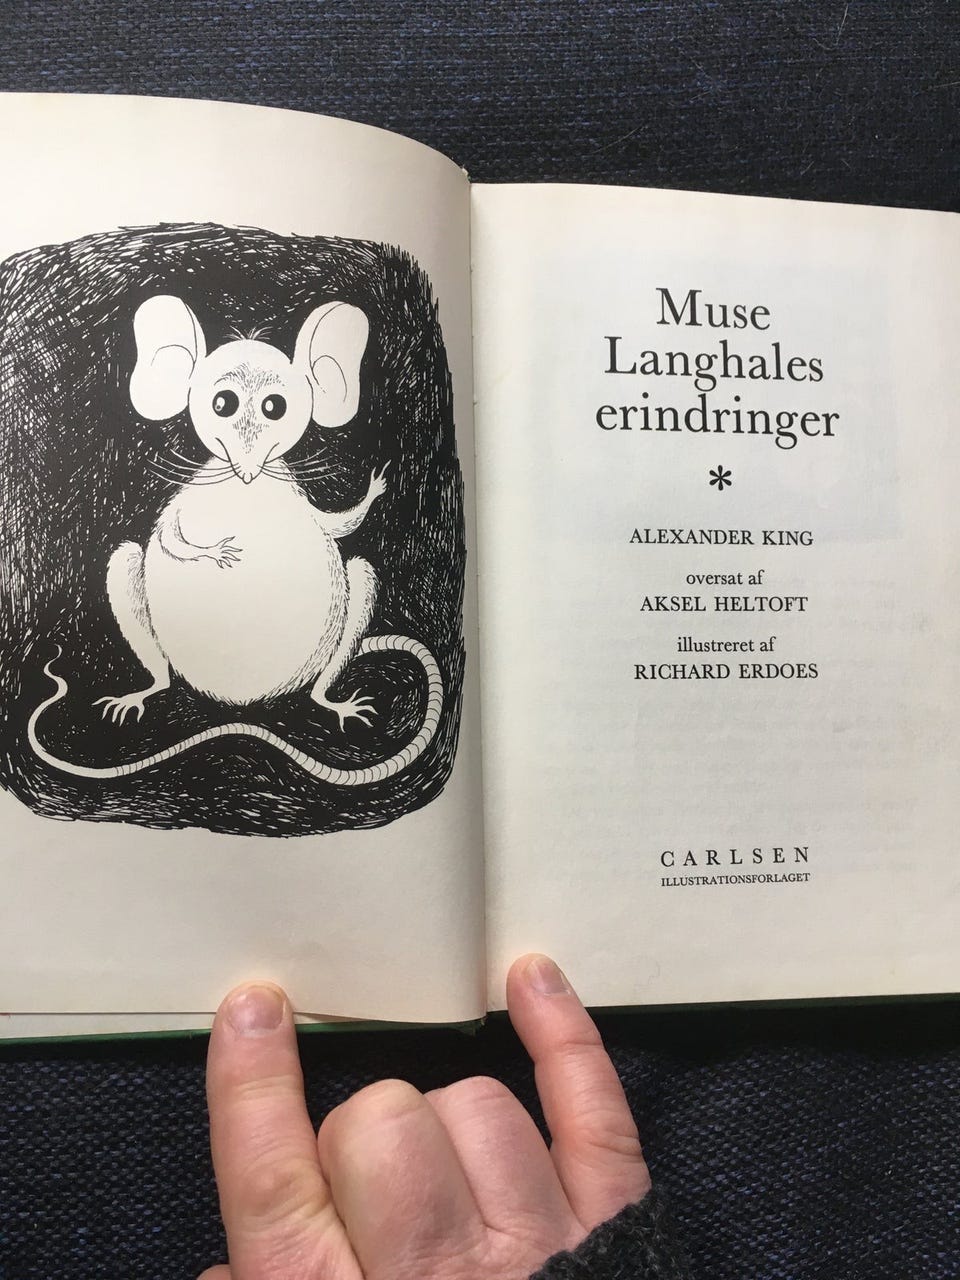 Muse
Langhales
erindringer
*
ALEXANDER KING
oversat af
AKSEL HELTOFT
illustreret af
RICHARD ERDOES
CARLSEN
ILLUSTRATIONSFORLAGET